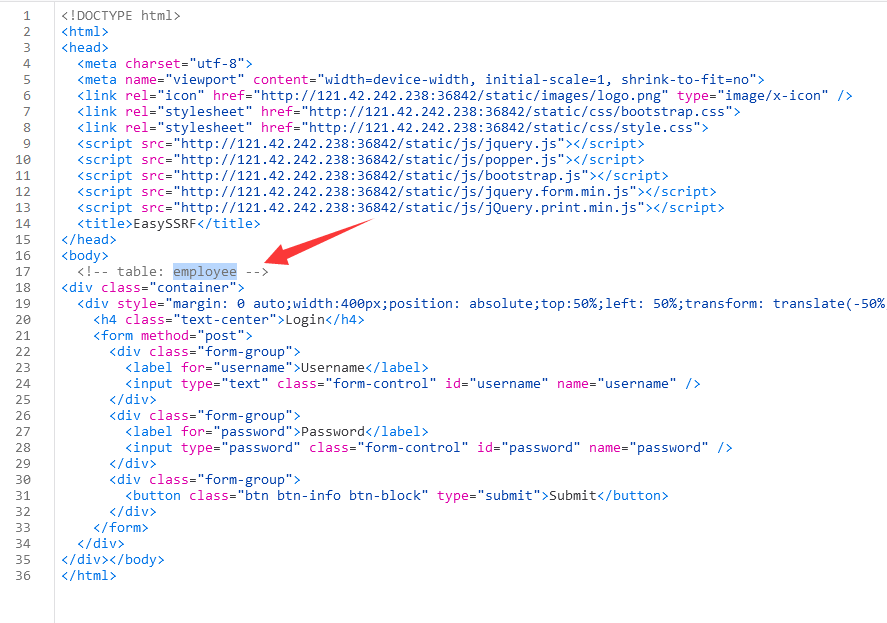 1 <!DOCTYPE html>
2 <html>
3 <head>
4 <meta charset="utf-8">
5 <meta name="viewport" content="width=device-width, initial-scale=1, shrink-to-fit=no">
6 <link rel="icon" href="http://121.42.242.238:36842/static/images/logo.png" type="image/x-icon" />
7 <link rel="stylesheet" href="http://121.42.242.238:36842/static/css/bootstrap.css">
8 <link rel="stylesheet" href="http://121.42.242.238:36842/static/css/style.css">
9 <script src="http://121.42.242.238:36842/static/js/jquery.js"></script>
10 <script src="http://121.42.242.238:36842/static/js/popper.js"></script>
11 <script src="http://121.42.242.238:36842/static/js/bootstrap.js"></script>
12 <script src="http://121.42.242.238:36842/static/js/jquery.form.min.js"></script>
13 <script src="http://121.42.242.238:36842/static/js/jQuery.print.min.js"></script>
14 <title>EasySSRF</title>
15 </head>
16 <body>
17 <!-- table: employee -->
18 <div class="container">
19 <div style="margin: 0 auto;width:400px;position: absolute;top:50%;left: 50%;transform: translate(-50%
20 <h4 class="text-center">Login</h4>
21 <form method="post">
22 <div class="form-group">
23 <label for="username">Username</label>
24 <input type="text" class="form-control" id="username" name="username" />
25 </div>
26 <div class="form-group">
27 <label for="password">Password</label>
28 <input type="password" class="form-control" id="password" name="password" />
29 </div>
30 <div class="form-group">
31 <button class="btn btn-info btn-block" type="submit">Submit</button>
32 </div>
33 </form>
34 </div>
35 </div></body>
36 </html>